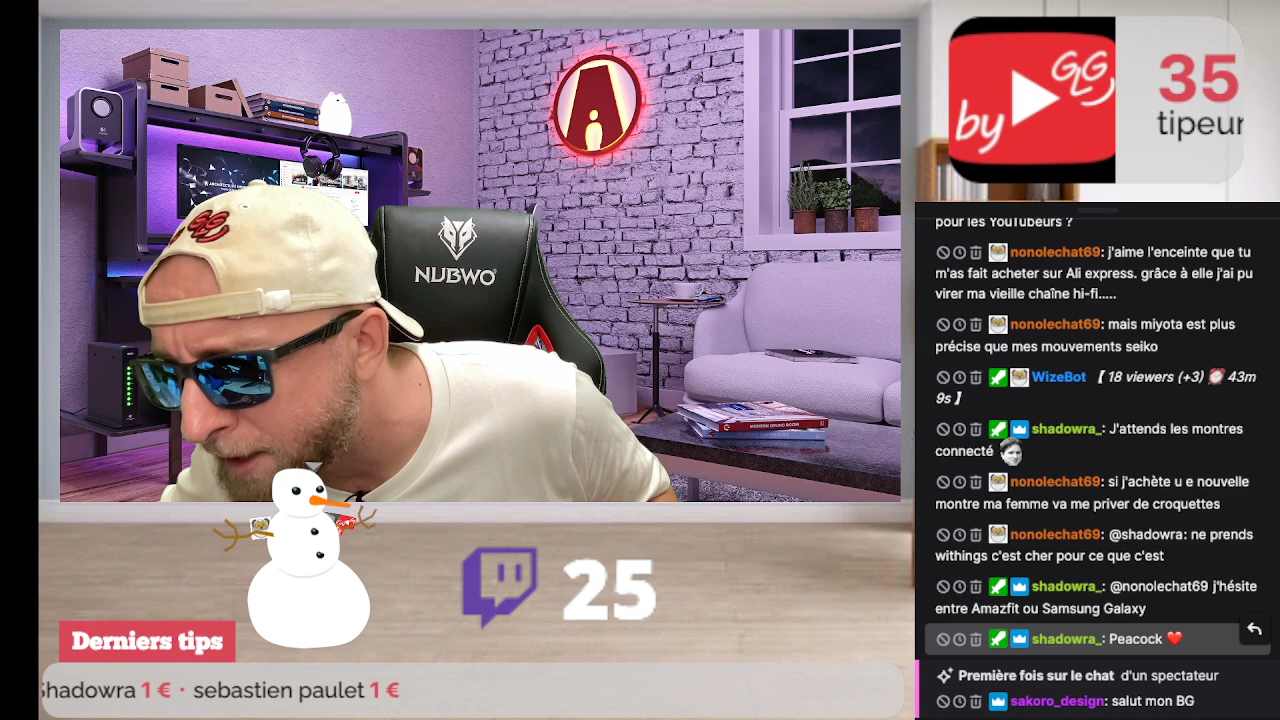 NUBWO
MODERN DINING ROOM
25
Derniers tips
Shadowra 1 € · sebastien paulet 1 €
by GLG
35
tipeur
pour les YouTubeurs ?
nonolechat69: j'aime l'enceinte que tu
m'as fait acheter sur Ali express. grâce à elle j'ai pu
virer ma vieille chaîne hi-fi.....
nonolechat69: mais miyota est plus
précise que mes mouvements seiko
WizeBot 【 18 viewers (+3) ⏰ 43m
9s 】
shadowra_: J'attends les montres
connecté
nonolechat69: si j'achète u e nouvelle
montre ma femme va me priver de croquettes
nonolechat69: @shadowra: ne prends
withings c'est cher pour ce que c'est
shadowra_: @nonolechat69 j'hésite
entre Amazfit ou Samsung Galaxy
shadowra_: Peacock ❤️
Première fois sur le chat d'un spectateur
sakoro_design: salut mon BG